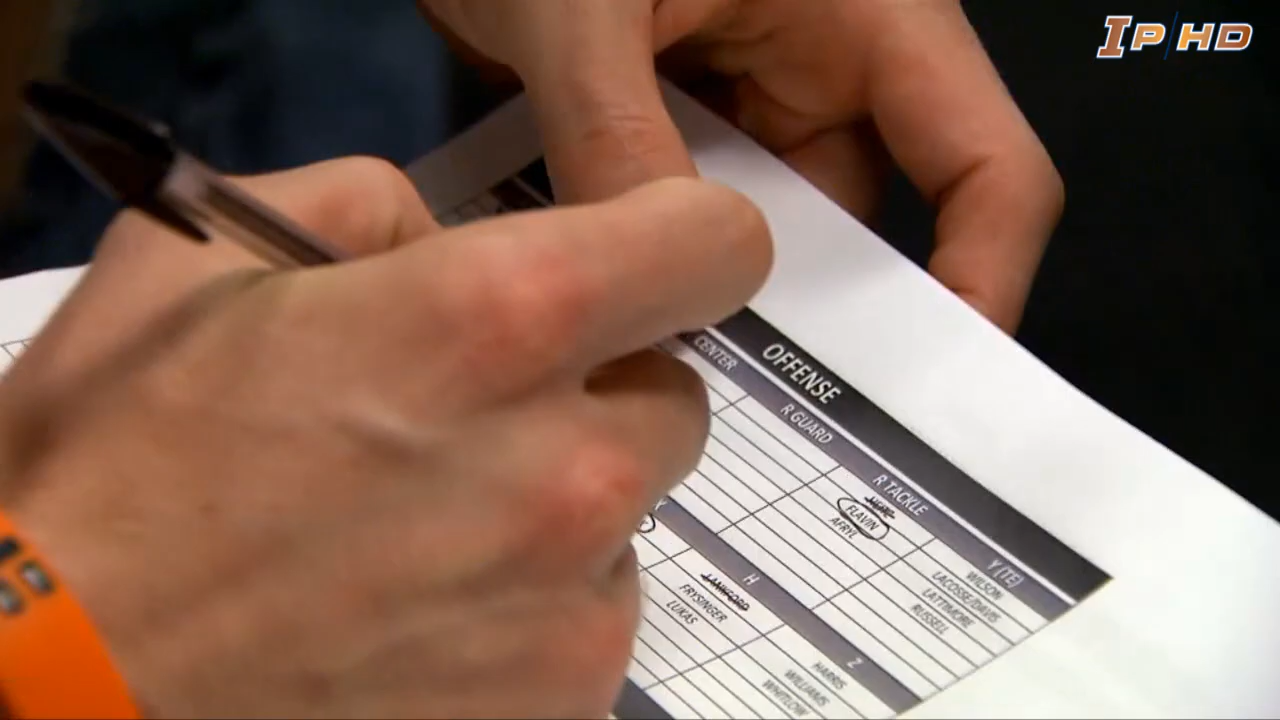 IP/HD
OFFENSE
CENTER
R GUARD
R TACKLE
FLAVIN
AFRYL
Y (TE)
WILSON
LACOSSE/DAVIS
LATTIMORE
RUSSELL
H
LANKFORD
FRYSINGER
LUKAS
Z
HARRIS
WILLIAMS
WHITLOW